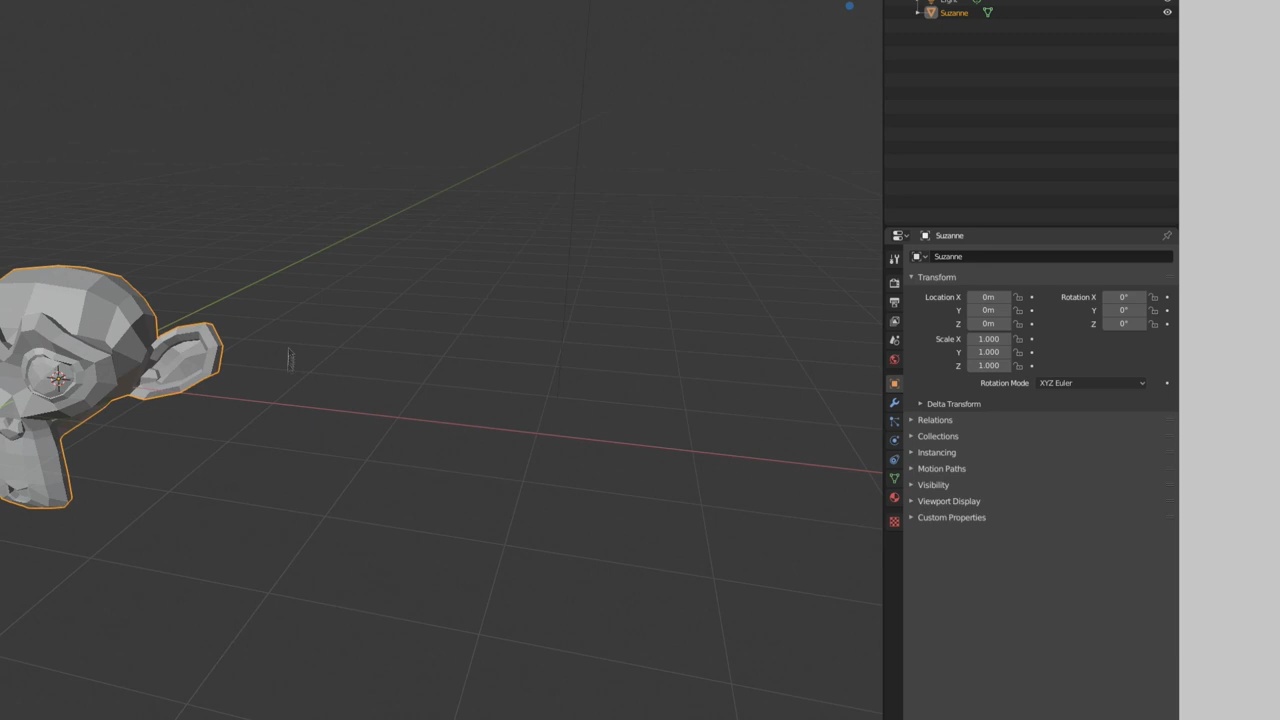 Light
Suzanne
Suzanne
Suzanne
Transform
Location X 0m Rotation X 0°
Y 0m Y 0°
Z 0m Z 0°
Scale X 1.000
Y 1.000
Z 1.000
Rotation Mode XYZ Euler
Delta Transform
Relations
Collections
Instancing
Motion Paths
Visibility
Viewport Display
Custom Properties